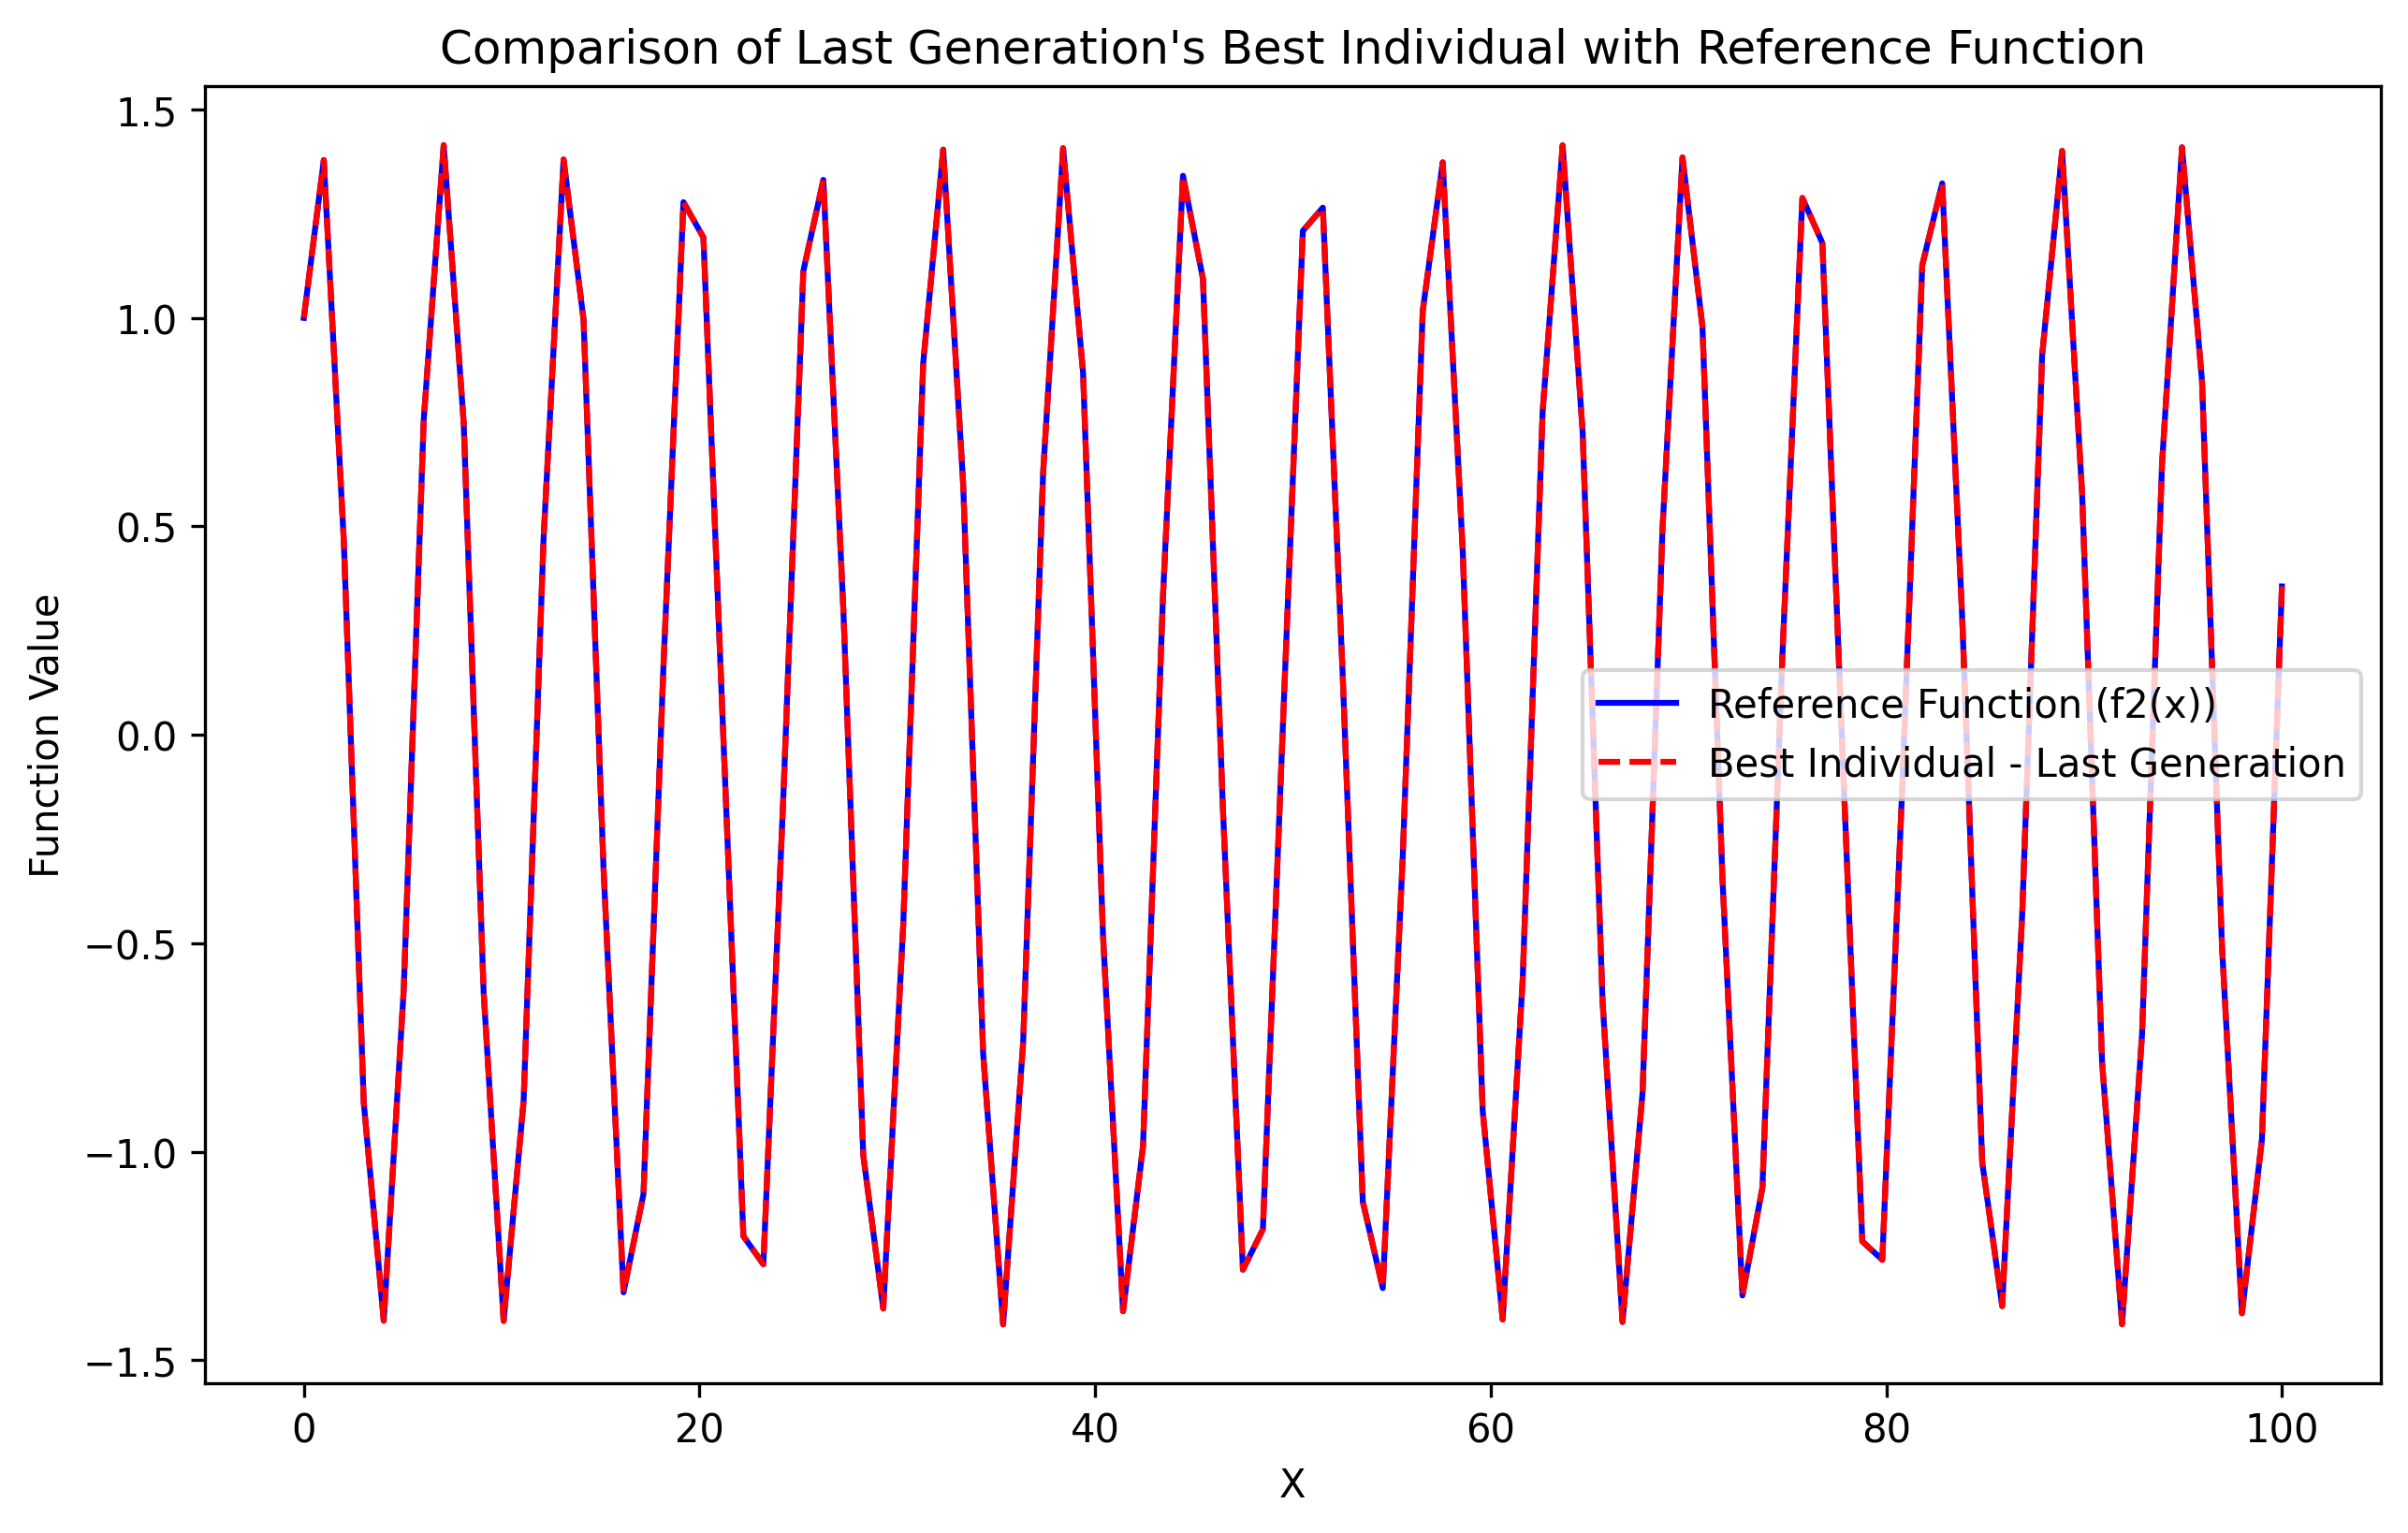 Comparison of Last Generation's Best Individual with Reference Function
1.5
1.0
0.5
0.0
−0.5
−1.0
−1.5
Function Value
Reference Function (f2(x))
Best Individual - Last Generation
0 20 40 60 80 100
X